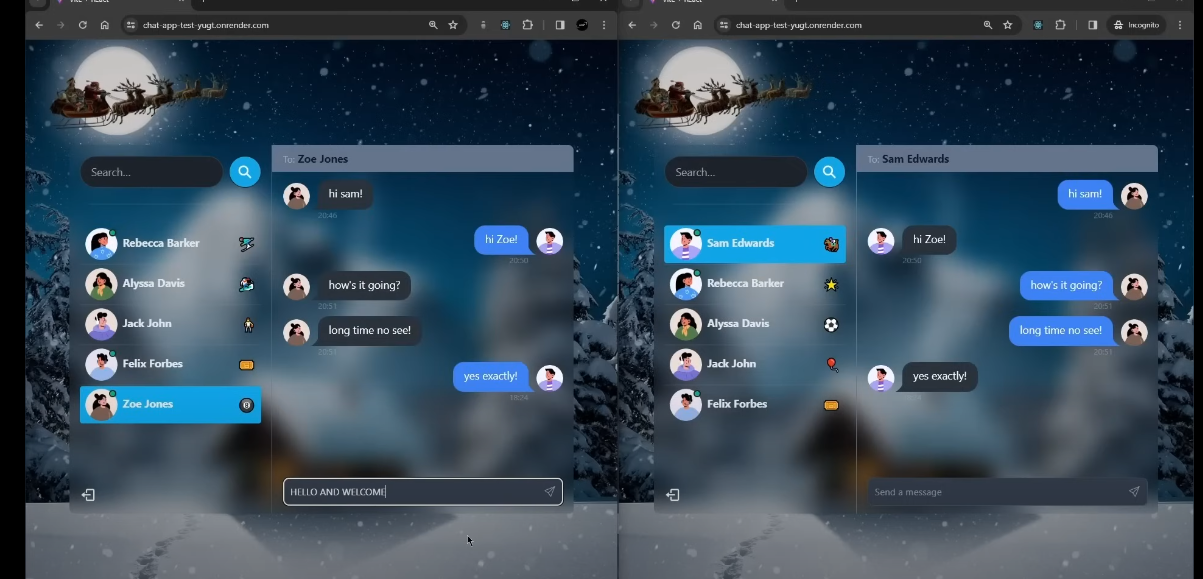 Vite + React
chat-app-test-yugt.onrender.com
Search...
To: Zoe Jones
hi sam!
20:46
hi Zoe!
20:50
how's it going?
20:51
long time no see!
20:51
yes exactly!
18:24
Rebecca Barker
Alyssa Davis
Jack John
Felix Forbes
Zoe Jones
HELLO AND WELCOME
Vite + React
chat-app-test-yugt.onrender.com
Incognito
Search...
To: Sam Edwards
hi sam!
20:46
hi Zoe!
20:50
how's it going?
20:51
long time no see!
20:51
yes exactly!
Sam Edwards
Rebecca Barker
Alyssa Davis
Jack John
Felix Forbes
Send a message